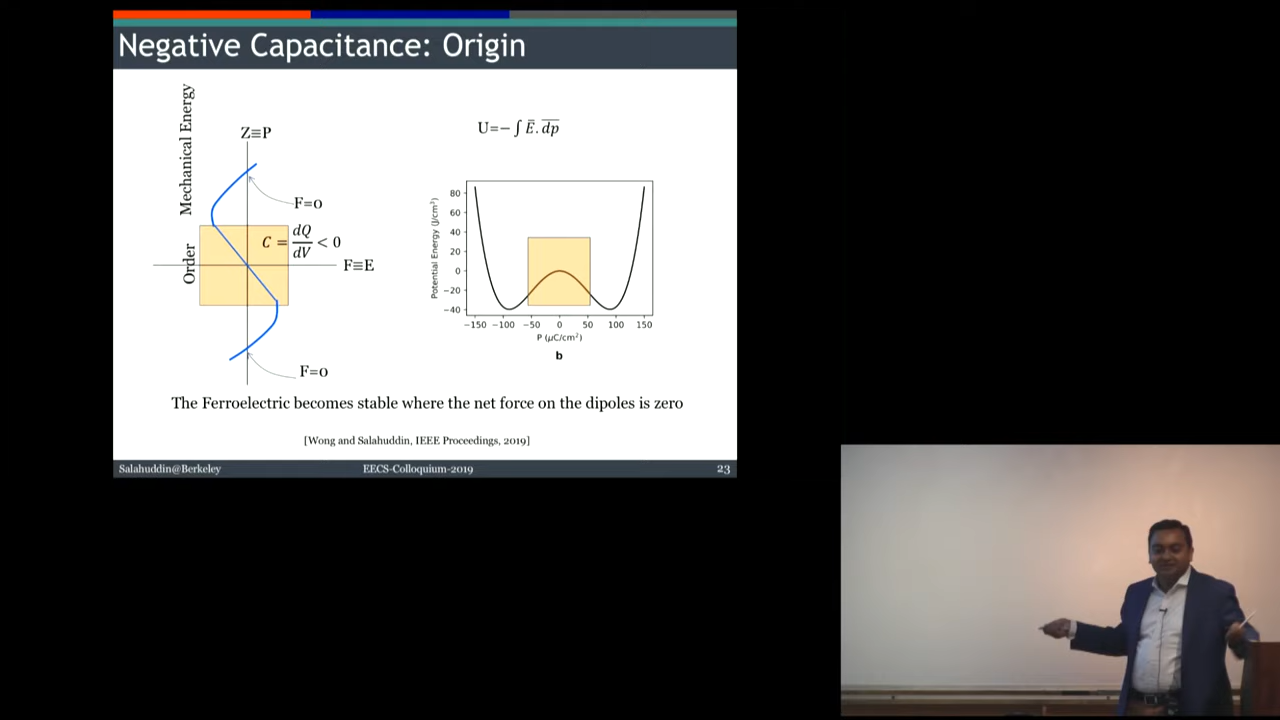 Negative Capacitance: Origin
Mechanical Energy
Order
Z≡P
F=0
C = dQ/dV < 0
F≡E
F=0
U=− ∫ E̅. d̅p̅
Potential Energy (J/cm³)
80
60
40
20
0
−20
−40
−150 −100 −50 0 50 100 150
P (μC/cm²)
b
The Ferroelectric becomes stable where the net force on the dipoles is zero
[Wong and Salahuddin, IEEE Proceedings, 2019]
Salahuddin@Berkeley EECS-Colloquium-2019 23